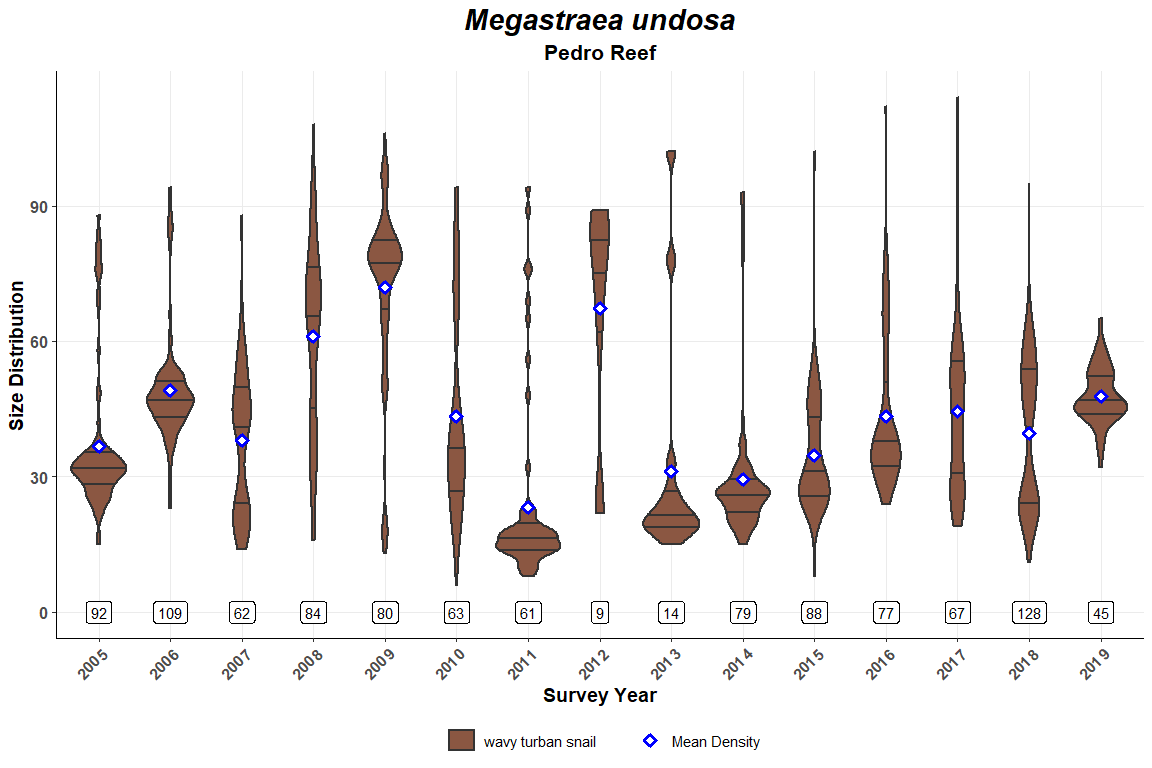 Megastraea undosa
Pedro Reef
Size Distribution
90
60
30
0
92 109 62 84 80 63 61 9 14 79 88 77 67 128 45
2005 2006 2007 2008 2009 2010 2011 2012 2013 2014 2015 2016 2017 2018 2019
Survey Year
wavy turban snail Mean Density